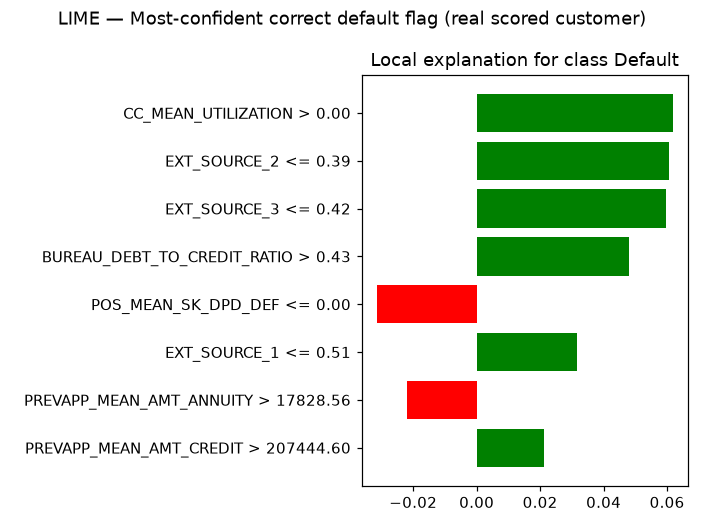 LIME — Most-confident correct default flag (real scored customer)
Local explanation for class Default
CC_MEAN_UTILIZATION > 0.00
EXT_SOURCE_2 <= 0.39
EXT_SOURCE_3 <= 0.42
BUREAU_DEBT_TO_CREDIT_RATIO > 0.43
POS_MEAN_SK_DPD_DEF <= 0.00
EXT_SOURCE_1 <= 0.51
PREVAPP_MEAN_AMT_ANNUITY > 17828.56
PREVAPP_MEAN_AMT_CREDIT > 207444.60
−0.02 0.00 0.02 0.04 0.06